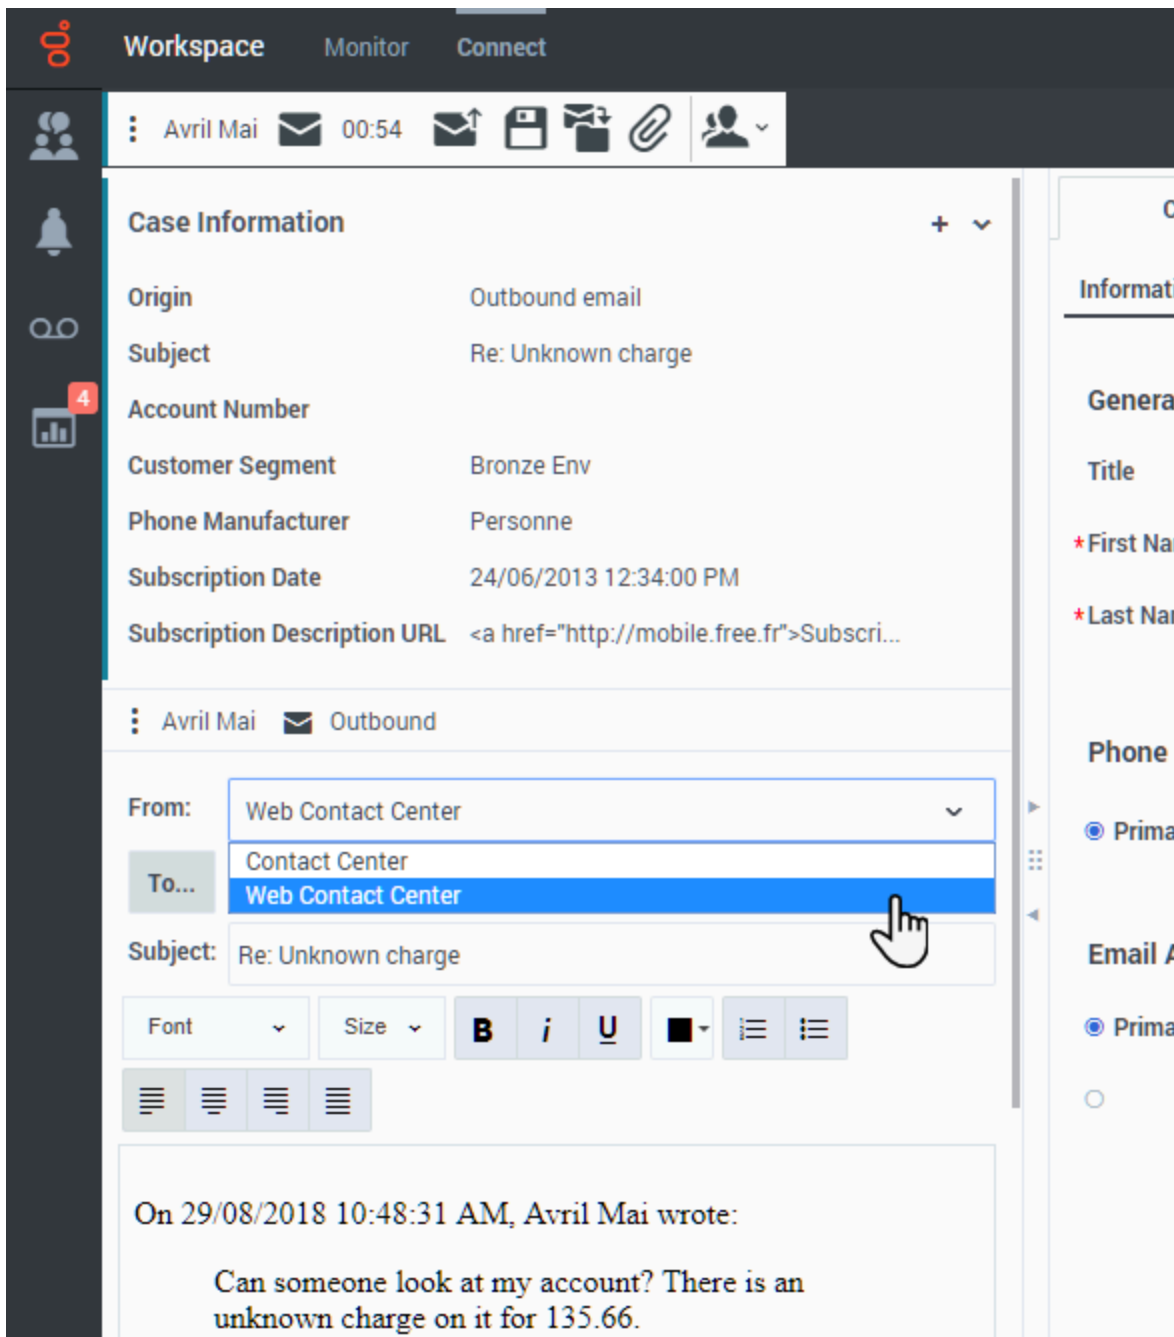 Workspace Monitor Connect
Avril Mai 00:54
Case Information
Origin Outbound email
Subject Re: Unknown charge
Account Number
Customer Segment Bronze Env
Phone Manufacturer Personne
Subscription Date 24/06/2013 12:34:00 PM
Subscription Description URL <a href="http://mobile.free.fr">Subscri...
4
Avril Mai Outbound
From: Web Contact Center
Contact Center
To... Web Contact Center
Subject: Re: Unknown charge
Font Size B i U
On 29/08/2018 10:48:31 AM, Avril Mai wrote:
Can someone look at my account? There is an
unknown charge on it for 135.66.
C
Informati
Genera
Title
*First Na
*Last Na
Phone
Prima
Email A
Prima